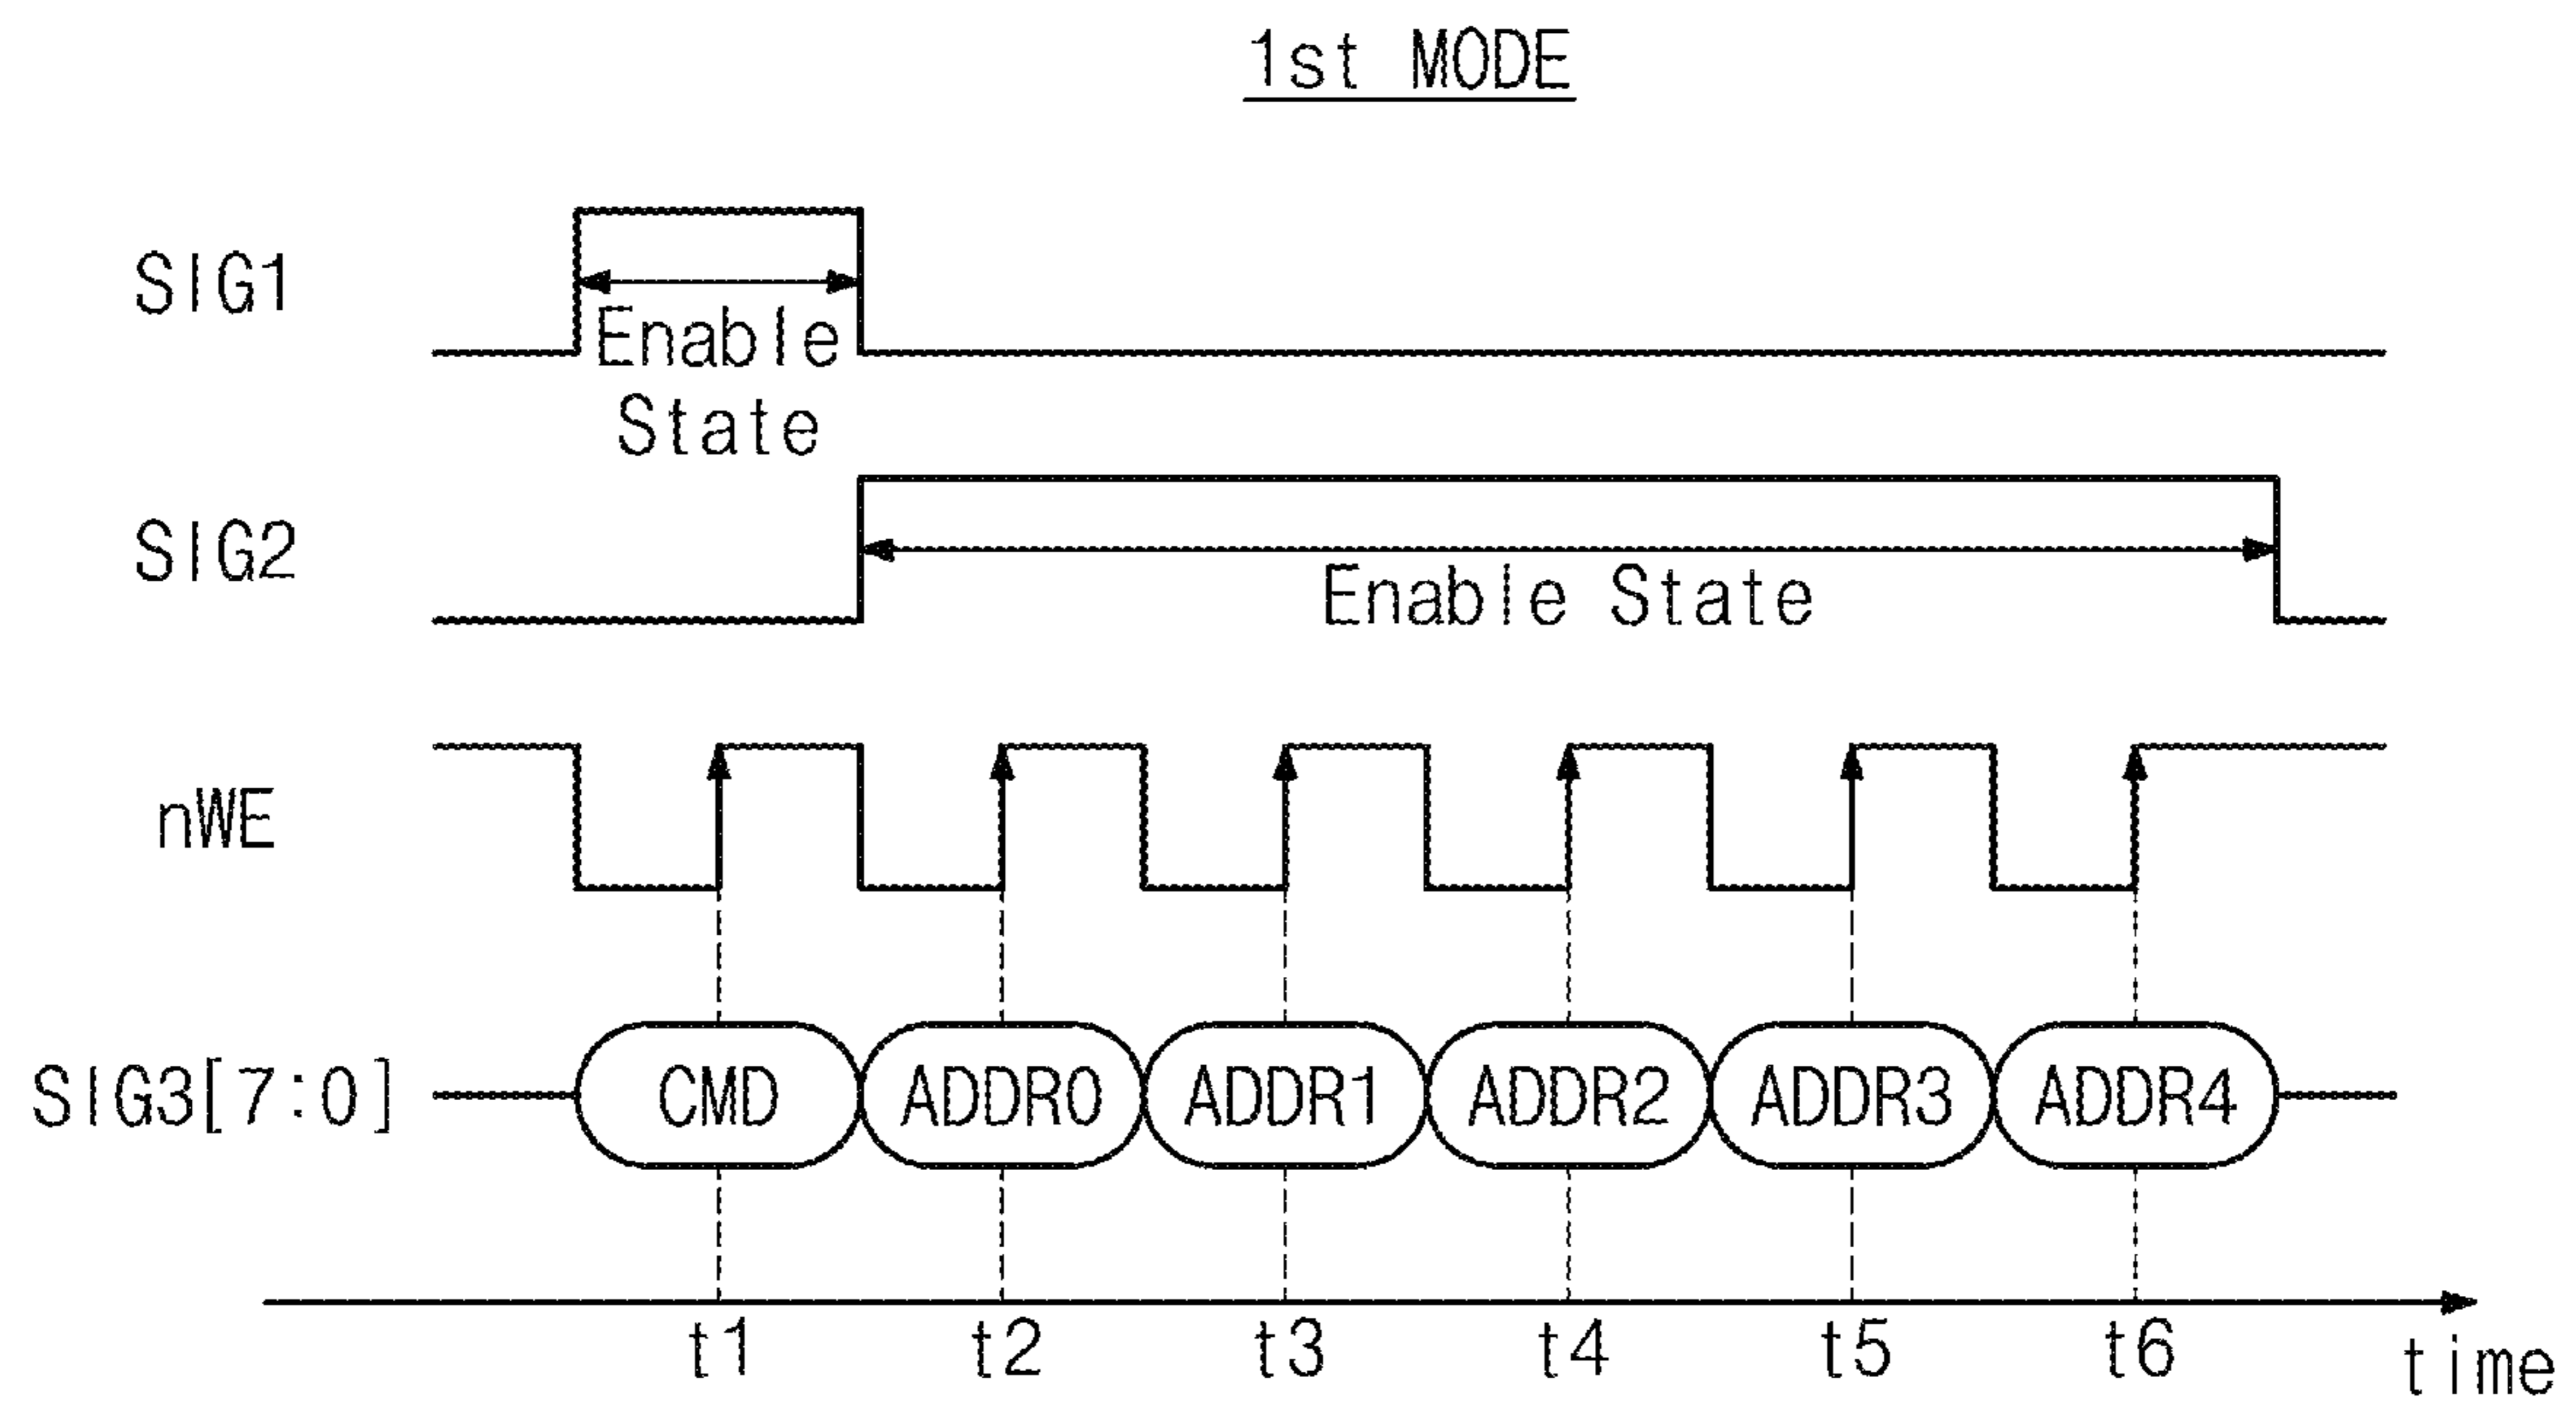 1st MODE
SIG1
Enable
State
SIG2
Enable State
nWE
SIG3[7:0]
CMD
ADDR0
ADDR1
ADDR2
ADDR3
ADDR4
t1
t2
t3
t4
t5
t6
time